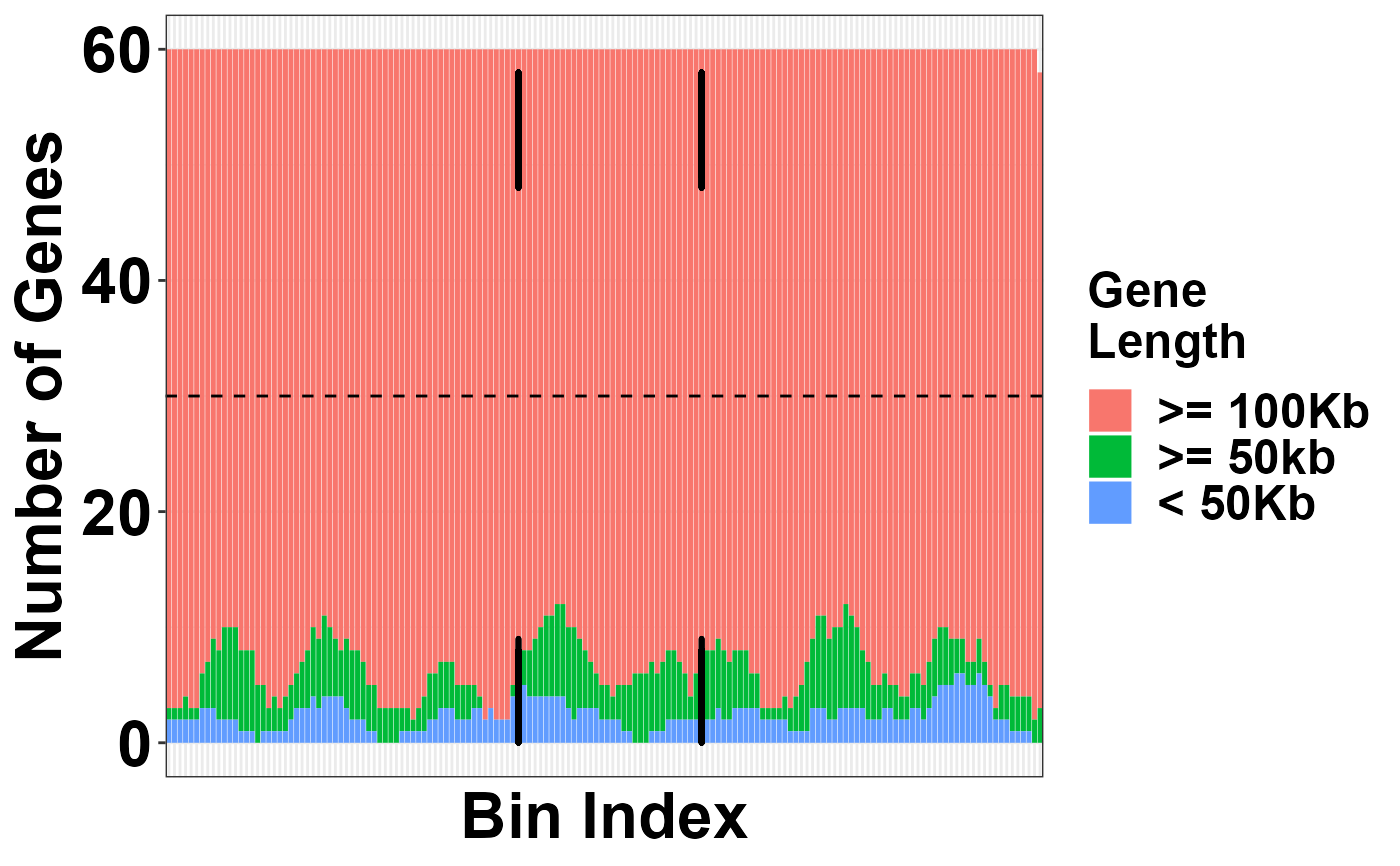 Number of Genes
60
40
20
0
Bin Index
Gene
Length
>= 100Kb
>= 50kb
< 50Kb